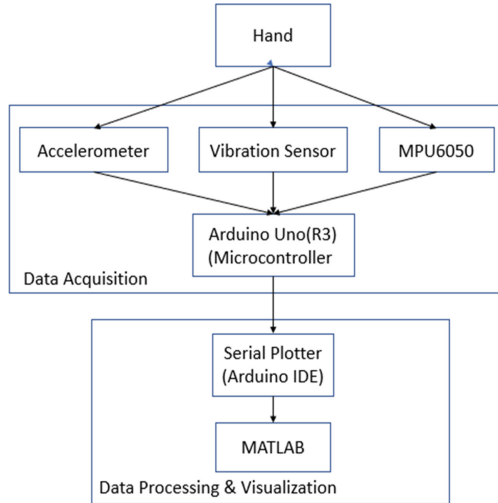 Hand
Accelerometer
Vibration Sensor
MPU6050
Arduino Uno(R3)
(Microcontroller
Data Acquisition
Serial Plotter
(Arduino IDE)
MATLAB
Data Processing & Visualization